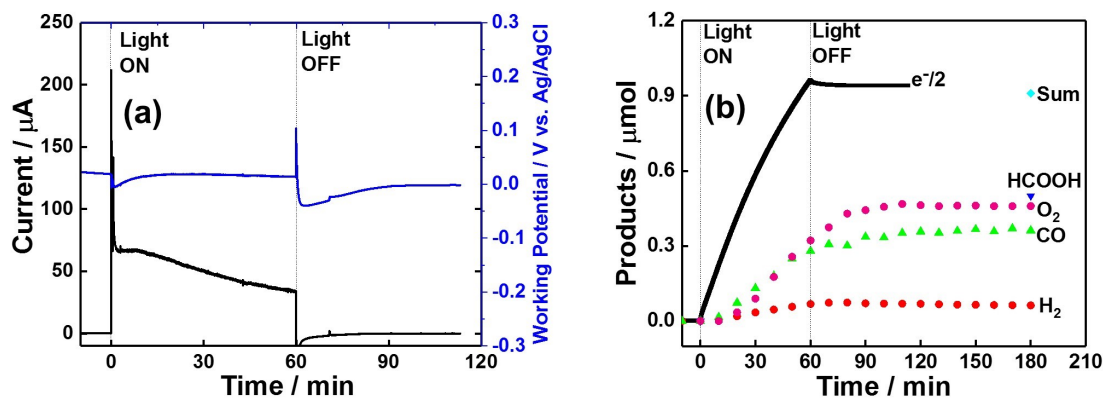 250
200
150
100
50
0
Current / μA
Light
ON
Light
OFF
(a)
0.3
0.2
0.1
0.0
-0.1
-0.2
-0.3
Working Potential / V vs. Ag/AgCl
0
30
60
90
120
Time / min
1.2
0.9
0.6
0.3
0.0
Products / μmol
Light
ON
Light
OFF
(b)
e⁻/2
Sum
HCOOH
O₂
CO
H₂
0
30
60
90
120
150
180
210
Time / min